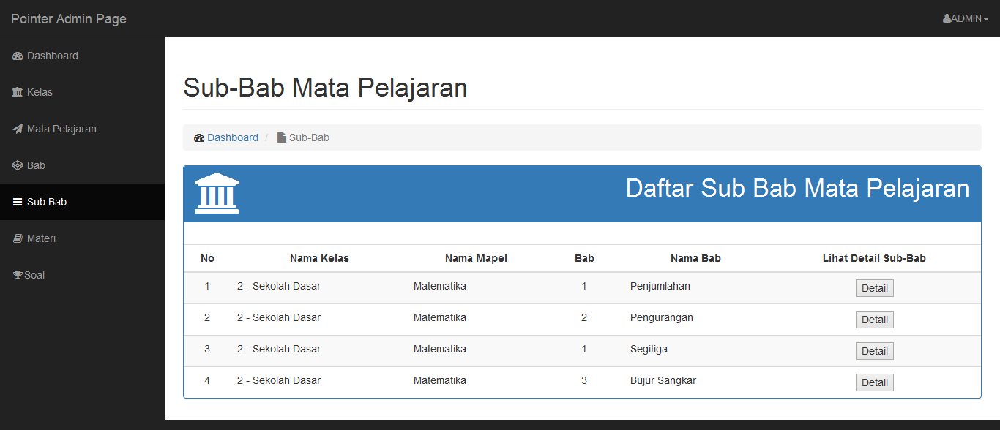 Pointer Admin Page ADMIN
Dashboard
Kelas
Mata Pelajaran
Bab
Sub Bab
Materi
Soal
Sub-Bab Mata Pelajaran
Dashboard / Sub-Bab
Daftar Sub Bab Mata Pelajaran
No Nama Kelas Nama Mapel Bab Nama Bab Lihat Detail Sub-Bab
1 2 - Sekolah Dasar Matematika 1 Penjumlahan Detail
2 2 - Sekolah Dasar Matematika 2 Pengurangan Detail
3 2 - Sekolah Dasar Matematika 1 Segitiga Detail
4 2 - Sekolah Dasar Matematika 3 Bujur Sangkar Detail